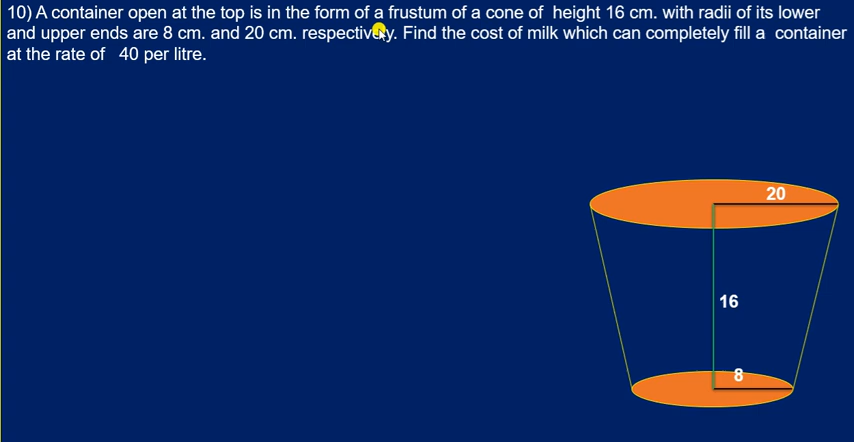 10) A container open at the top is in the form of a frustum of a cone of height 16 cm. with radii of its lower
and upper ends are 8 cm. and 20 cm. respectively. Find the cost of milk which can completely fill a container
at the rate of 40 per litre.
20
16
8